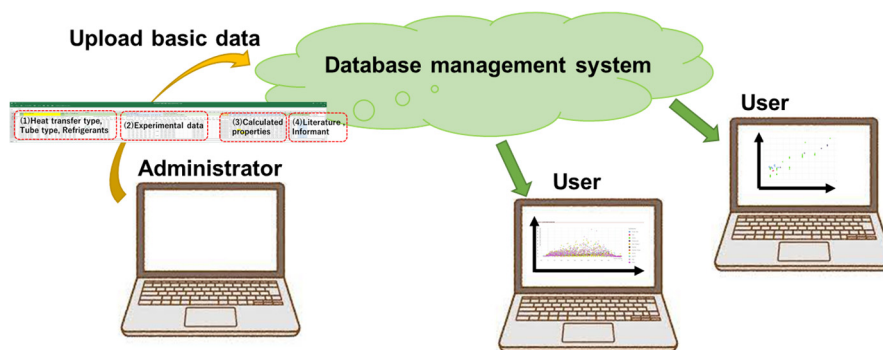 Upload basic data
Database management system
(1)Heat transfer type,
Tube type, Refrigerants
(2)Experimental data
(3)Calculated
properties
(4)Literature ,
Informant
Administrator
User
User